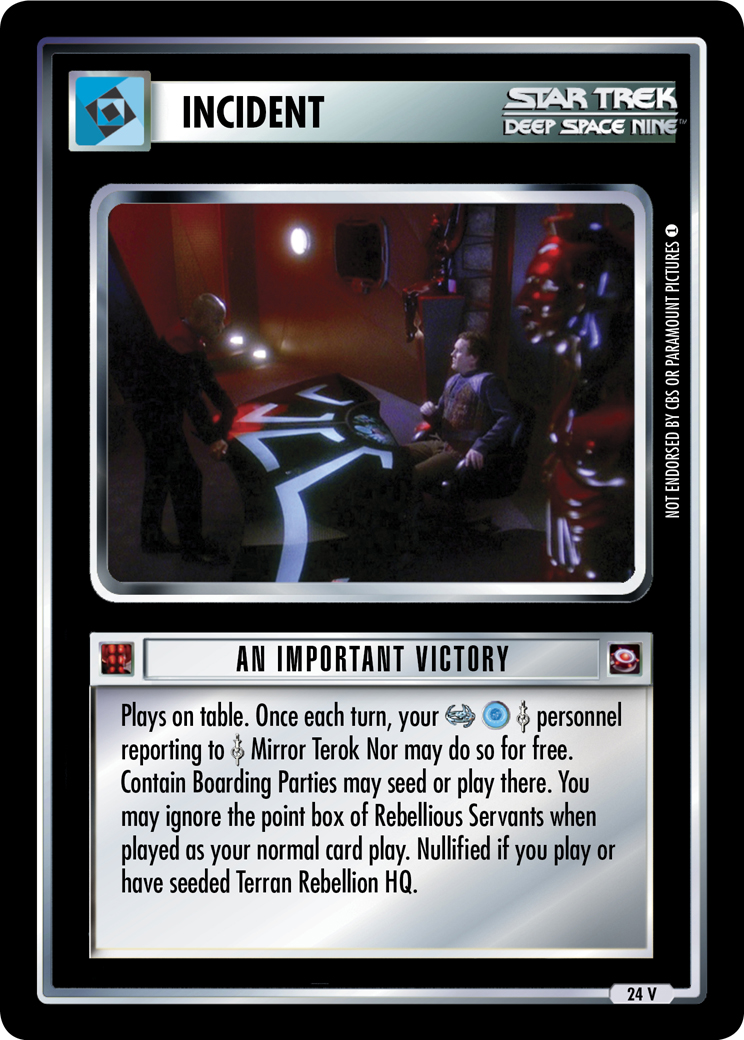 INCIDENT
STAR TREK
DEEP SPACE NINE™
NOT ENDORSED BY CBS OR PARAMOUNT PICTURES 1
AN IMPORTANT VICTORY
Plays on table. Once each turn, your personnel
reporting to Mirror Terok Nor may do so for free.
Contain Boarding Parties may seed or play there. You
may ignore the point box of Rebellious Servants when
played as your normal card play. Nullified if you play or
have seeded Terran Rebellion HQ.
24 V